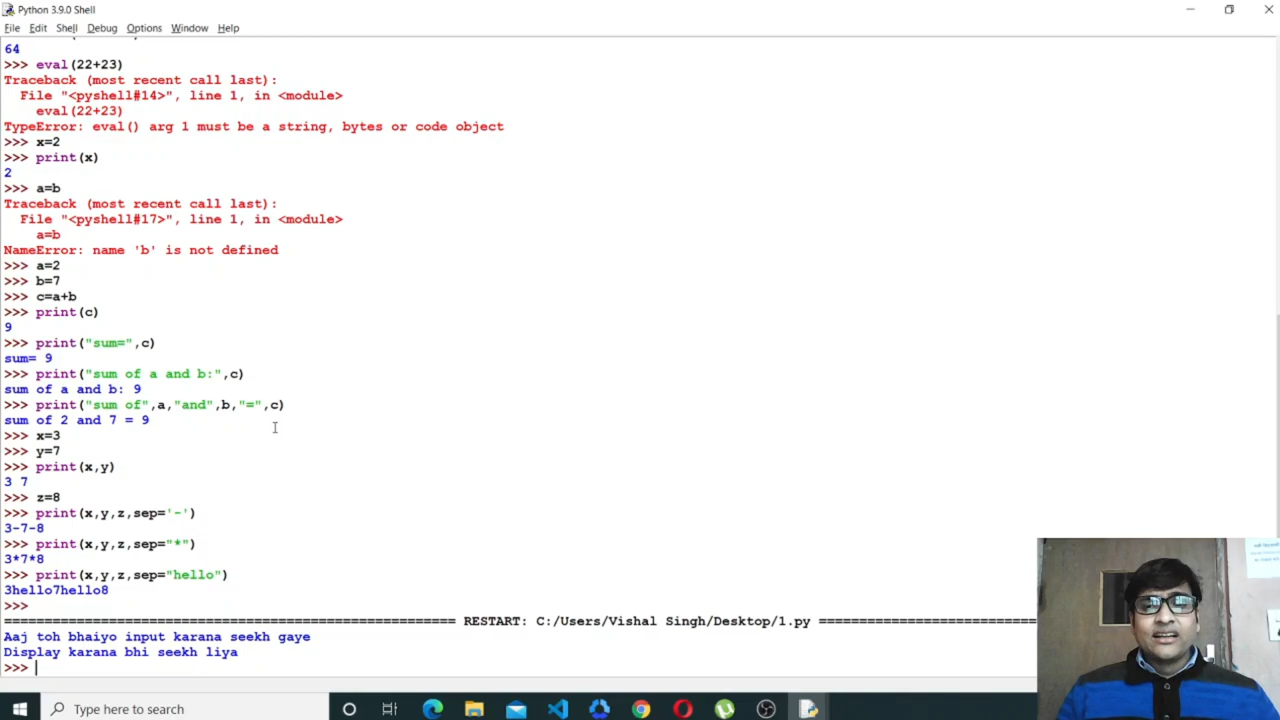 Python 3.9.0 Shell
File Edit Shell Debug Options Window Help
64
>>> eval(22+23)
Traceback (most recent call last):
  File "<pyshell#14>", line 1, in <module>
    eval(22+23)
TypeError: eval() arg 1 must be a string, bytes or code object
>>> x=2
>>> print(x)
2
>>> a=b
Traceback (most recent call last):
  File "<pyshell#17>", line 1, in <module>
    a=b
NameError: name 'b' is not defined
>>> a=2
>>> b=7
>>> c=a+b
>>> print(c)
9
>>> print("sum=",c)
sum= 9
>>> print("sum of a and b:",c)
sum of a and b: 9
>>> print("sum of",a,"and",b,"=",c)
sum of 2 and 7 = 9
>>> x=3
>>> y=7
>>> print(x,y)
3 7
>>> z=8
>>> print(x,y,z,sep='-')
3-7-8
>>> print(x,y,z,sep="*")
3*7*8
>>> print(x,y,z,sep="hello")
3hello7hello8
>>>
======================================================== RESTART: C:/Users/Vishal Singh/Desktop/1.py ===========================
Aaj toh bhaiyo input karana seekh gaye
Display karana bhi seekh liya
>>>
Type here to search